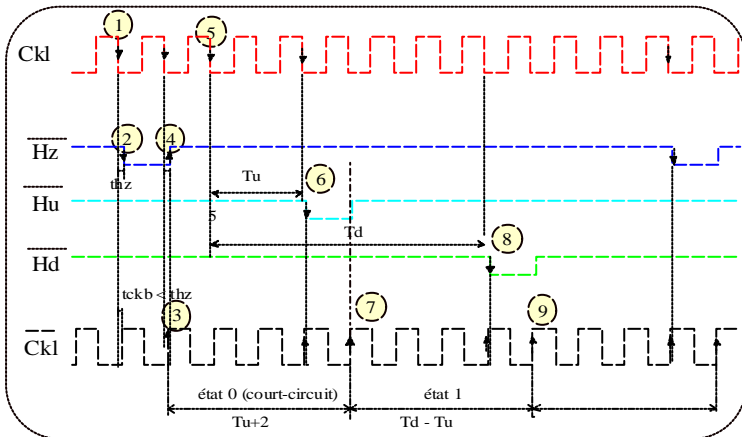 1
5
Ckl
2
4
Hz
thz
Tu
6
Hu
5
Td
8
Hd
tckb < thz
3
7
9
Ckl
état 0 (court-circuit)
état 1
Tu+2
Td - Tu